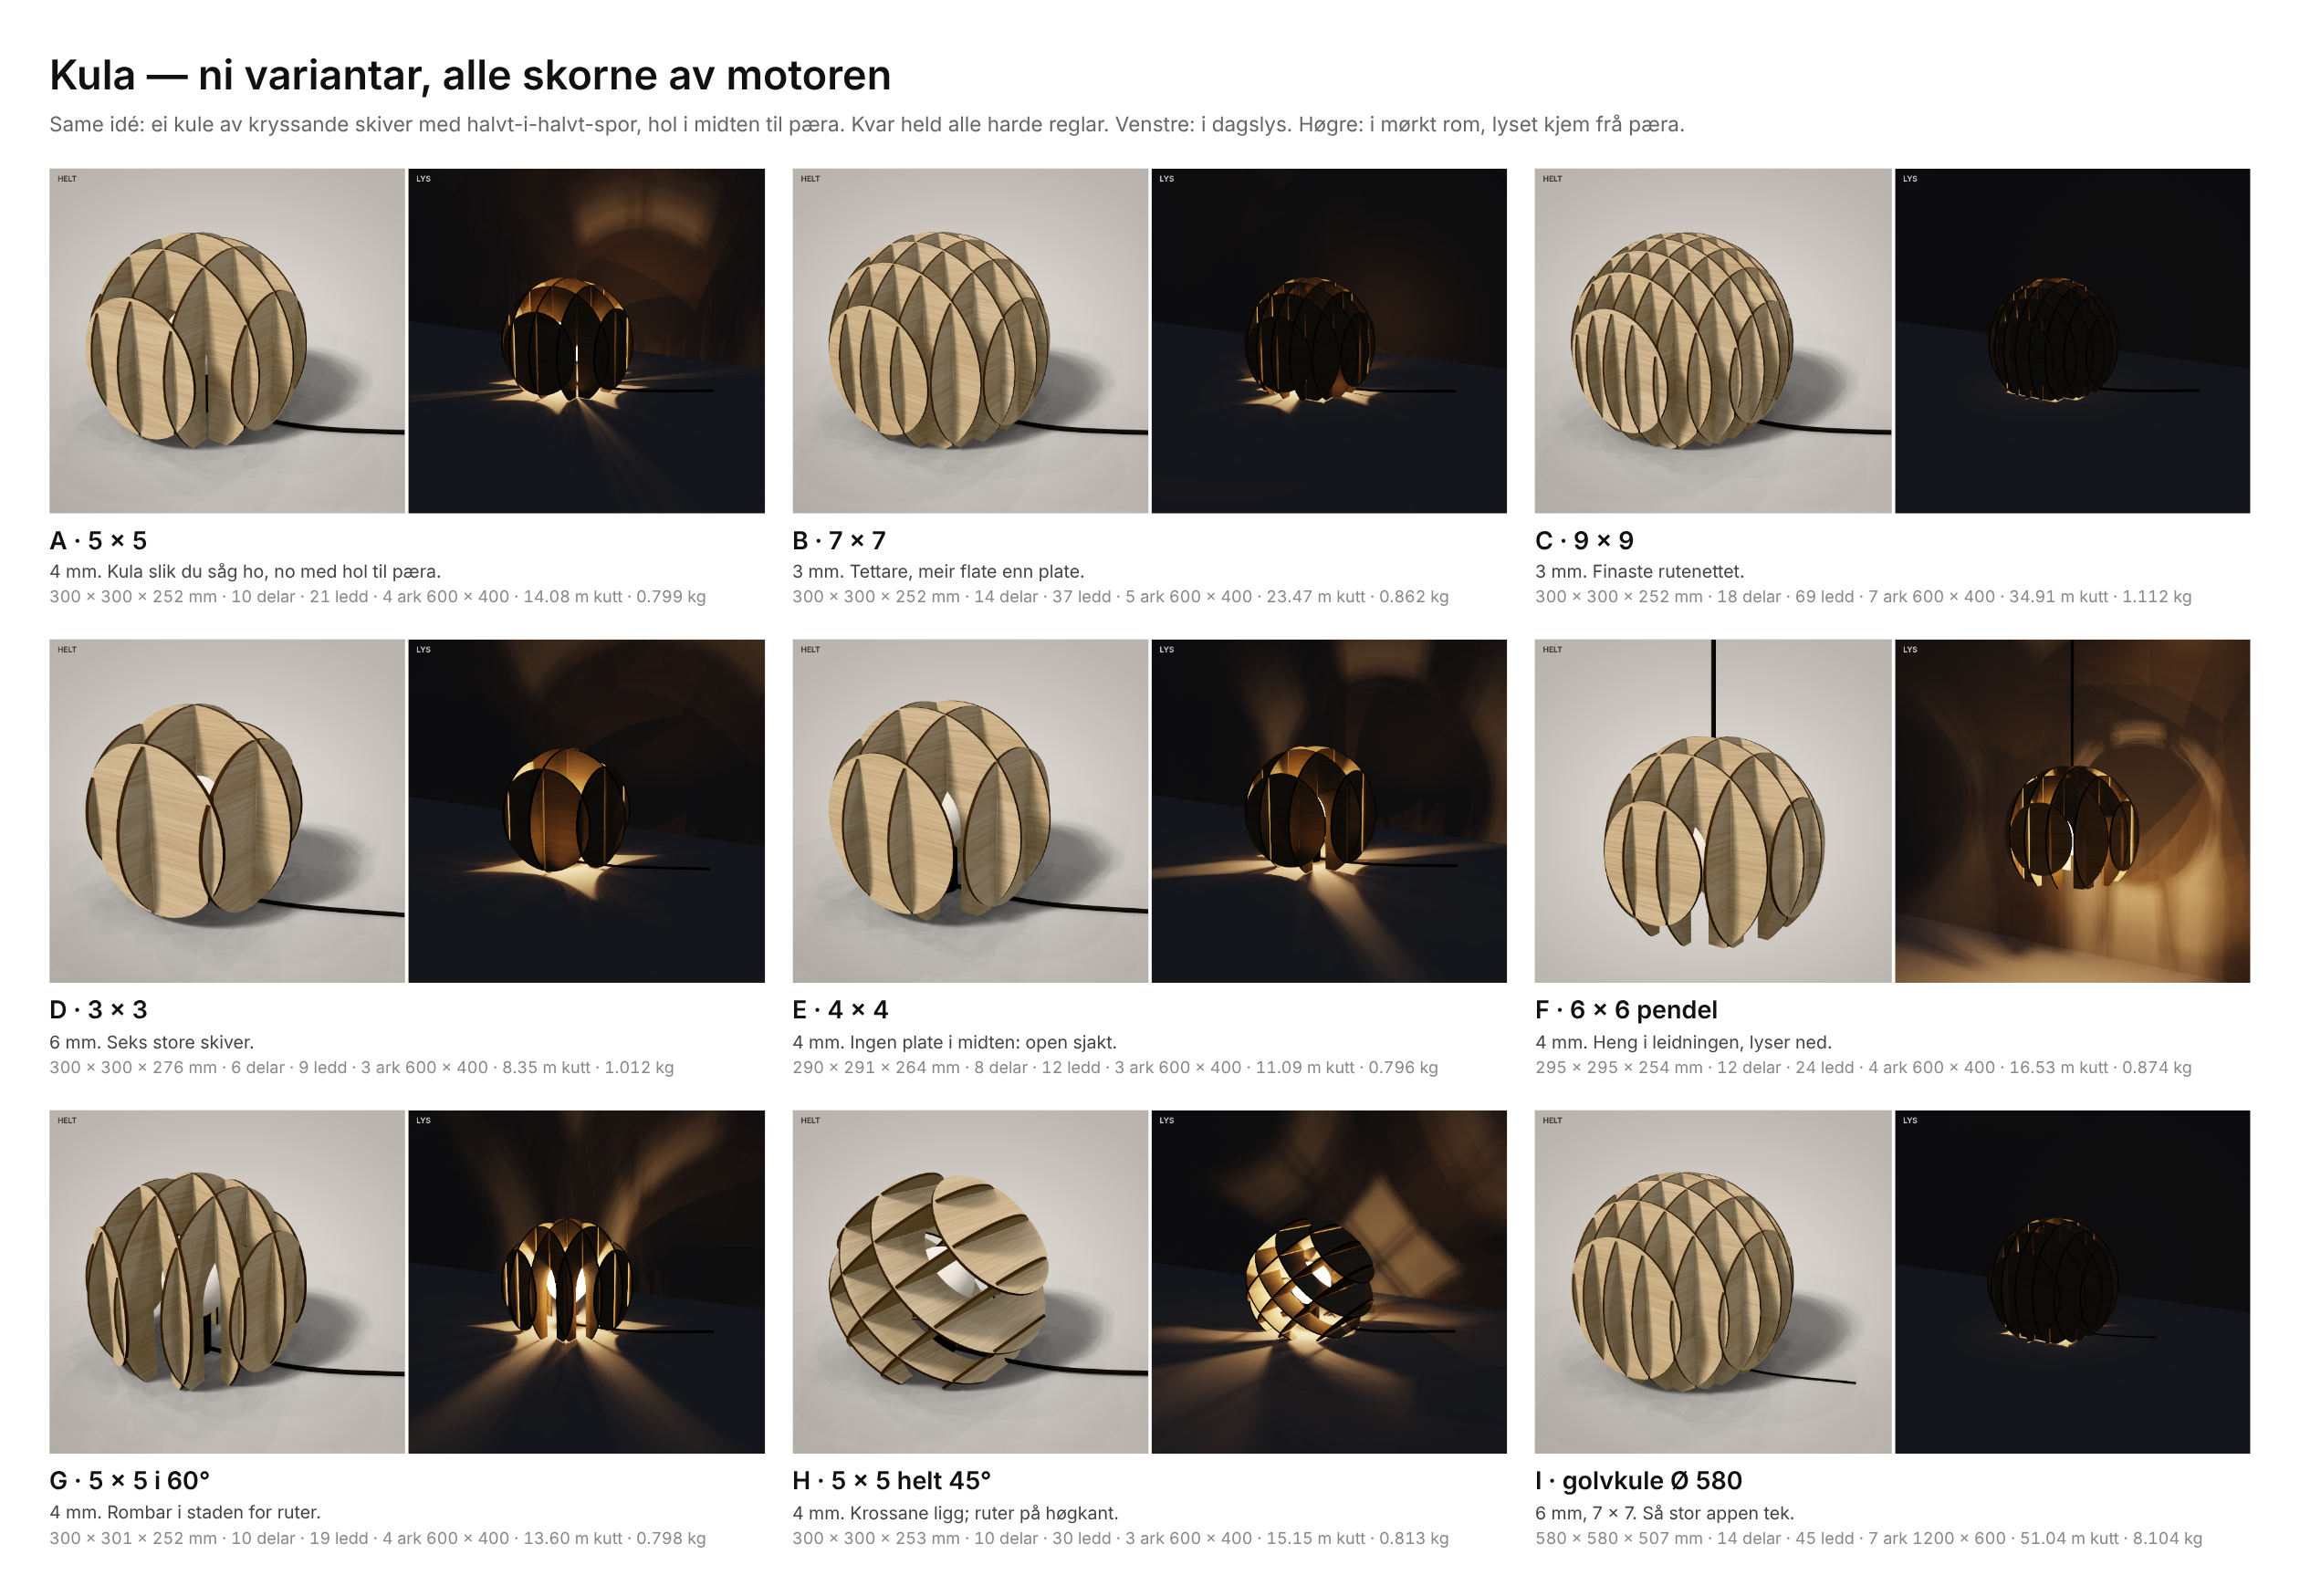 Kula — ni variantar, alle skorne av motoren
Same idé: ei kule av kryssande skiver med halvt-i-halvt-spor, hol i midten til pæra. Kvar held alle harde reglar. Venstre: i dagslys. Høgre: i mørkt rom, lyset kjem frå pæra.
HELT
LYS
HELT
LYS
HELT
LYS
A · 5 × 5
4 mm. Kula slik du såg ho, no med hol til pæra.
300 × 300 × 252 mm · 10 delar · 21 ledd · 4 ark 600 × 400 · 14.08 m kutt · 0.799 kg
B · 7 × 7
3 mm. Tettare, meir flate enn plate.
300 × 300 × 252 mm · 14 delar · 37 ledd · 5 ark 600 × 400 · 23.47 m kutt · 0.862 kg
C · 9 × 9
3 mm. Finaste rutenettet.
300 × 300 × 252 mm · 18 delar · 69 ledd · 7 ark 600 × 400 · 34.91 m kutt · 1.112 kg
HELT
LYS
HELT
LYS
HELT
LYS
D · 3 × 3
6 mm. Seks store skiver.
300 × 300 × 276 mm · 6 delar · 9 ledd · 3 ark 600 × 400 · 8.35 m kutt · 1.012 kg
E · 4 × 4
4 mm. Ingen plate i midten: open sjakt.
290 × 291 × 264 mm · 8 delar · 12 ledd · 3 ark 600 × 400 · 11.09 m kutt · 0.796 kg
F · 6 × 6 pendel
4 mm. Heng i leidningen, lyser ned.
295 × 295 × 254 mm · 12 delar · 24 ledd · 4 ark 600 × 400 · 16.53 m kutt · 0.874 kg
HELT
LYS
HELT
LYS
HELT
LYS
G · 5 × 5 i 60°
4 mm. Rombar i staden for ruter.
300 × 301 × 252 mm · 10 delar · 19 ledd · 4 ark 600 × 400 · 13.60 m kutt · 0.798 kg
H · 5 × 5 helt 45°
4 mm. Krossane ligg; ruter på høgkant.
300 × 300 × 253 mm · 10 delar · 30 ledd · 3 ark 600 × 400 · 15.15 m kutt · 0.813 kg
I · golvkule Ø 580
6 mm, 7 × 7. Så stor appen tek.
580 × 580 × 507 mm · 14 delar · 45 ledd · 7 ark 1200 × 600 · 51.04 m kutt · 8.104 kg